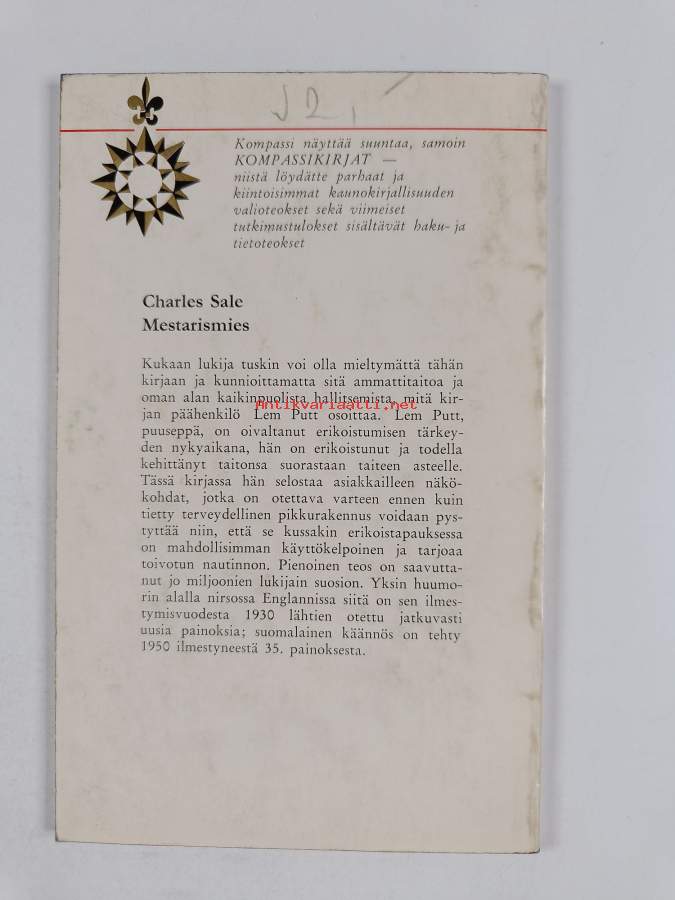 Kompassi näyttää suuntaa, samoin
KOMPASSIKIRJAT —
niistä löydätte parhaat ja
kiintoisimmat kaunokirjallisuuden
valioteokset sekä viimeiset
tutkimustulokset sisältävät haku- ja
tietoteokset
Charles Sale
Mestarismies
Kukaan lukija tuskin voi olla mieltymättä tähän
kirjaan ja kunnioittamatta sitä ammattitaitoa ja
oman alan kaikinpuolista hallitsemista, mitä kir-
Antikvariaatti.net
jan päähenkilö Lem Putt osoittaa. Lem Putt,
puuseppä, on oivaltanut erikoistumisen tärkey-
den nykyaikana, hän on erikoistunut ja todella
kehittänyt taitonsa suorastaan taiteen asteelle.
Tässä kirjassa hän selostaa asiakkailleen näkö-
kohdat, jotka on otettava varteen ennen kuin
tietty terveydellinen pikkurakennus voidaan pys-
tyttää niin, että se kussakin erikoistapauksessa
on mahdollisimman käyttökelpoinen ja tarjoaa
toivotun nautinnon. Pienoinen teos on saavutta-
nut jo miljoonien lukijain suosion. Yksin huumo-
rin alalla nirsossa Englannissa siitä on sen ilmes-
tymisvuodesta 1930 lähtien otettu jatkuvasti
uusia painoksia; suomalainen käännös on tehty
1950 ilmestyneestä 35. painoksesta.